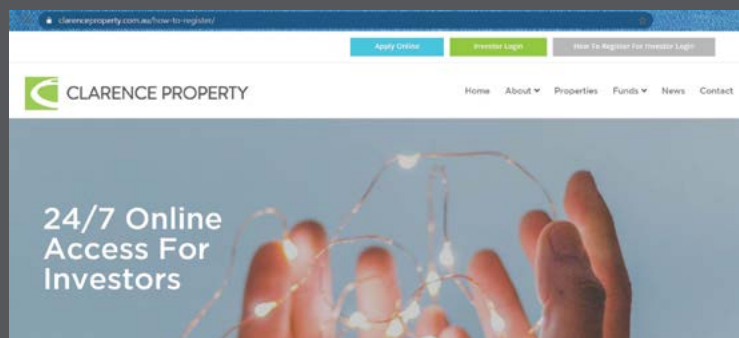 clarenceproperty.com.au/how-to-register/
Apply Online
Investor Login
How To Register For Investor Login
CLARENCE PROPERTY
Home About Properties Funds News Contact
24/7 Online
Access For
Investors